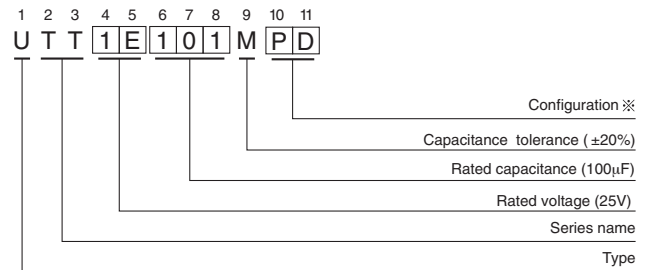 1 2 3 4 5 6 7 8 9 10 11
U T T 1 E 1 0 1 M P D
Configuration ※
Capacitance tolerance ( ±20%)
Rated capacitance (100µF)
Rated voltage (25V)
Series name
Type